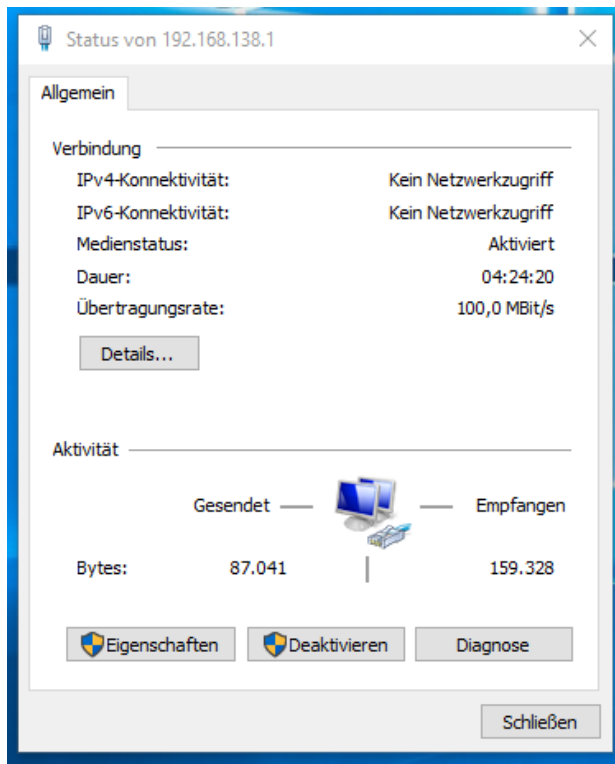 Status von 192.168.138.1
Allgemein
Verbindung
IPv4-Konnektivität: Kein Netzwerkzugriff
IPv6-Konnektivität: Kein Netzwerkzugriff
Medienstatus: Aktiviert
Dauer: 04:24:20
Übertragungsrate: 100,0 MBit/s
Details...
Aktivität
Gesendet Empfangen
Bytes: 87.041 159.328
Eigenschaften Deaktivieren Diagnose
Schließen